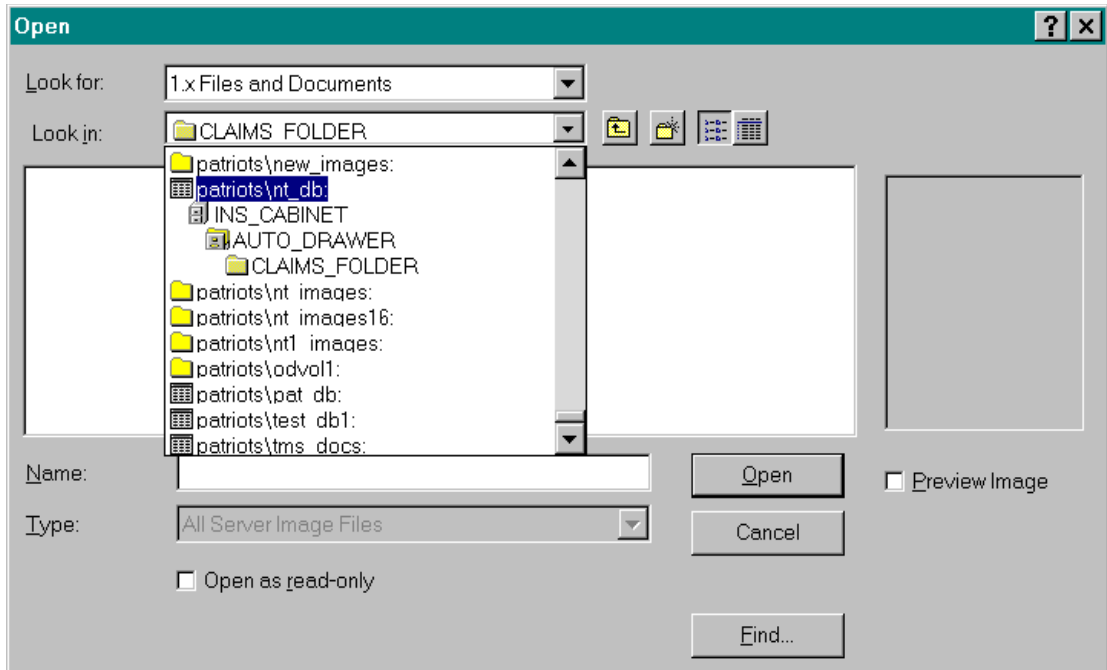 Open
Look for:
1.x Files and Documents
Look in:
CLAIMS_FOLDER
patriots\new_images:
patriots\nt_db:
INS_CABINET
AUTO_DRAWER
CLAIMS_FOLDER
patriots\nt_images:
patriots\nt_images16:
patriots\nt1_images:
patriots\odvol1:
patriots\pat_db:
patriots\test_db1:
patriots\tms_docs:
Name:
Open
Preview Image
Type:
All Server Image Files
Cancel
Open as read-only
Find...